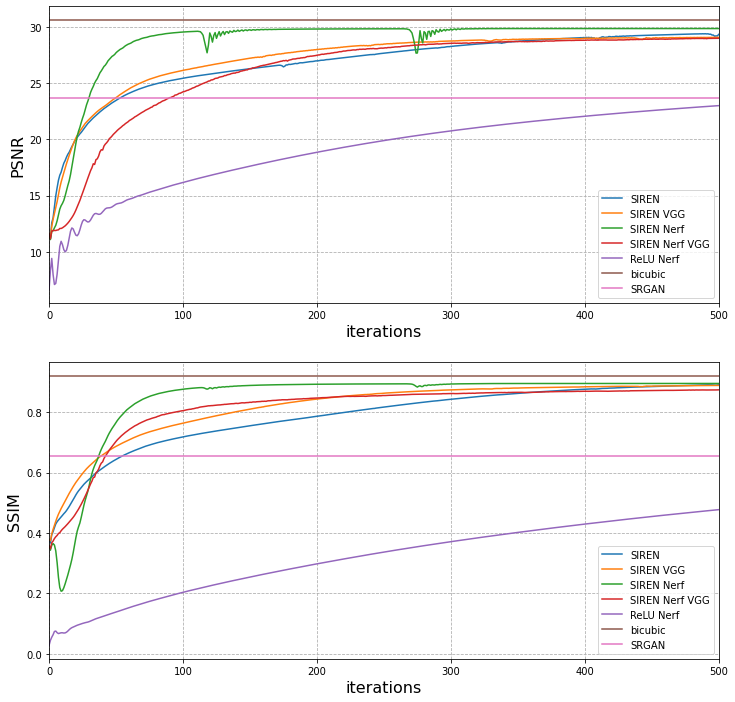 30
25
20
15
10
PSNR
0 100 200 300 400 500
iterations
SIREN
SIREN VGG
SIREN Nerf
SIREN Nerf VGG
ReLU Nerf
bicubic
SRGAN
0.8
0.6
0.4
0.2
0.0
SSIM
0 100 200 300 400 500
iterations
SIREN
SIREN VGG
SIREN Nerf
SIREN Nerf VGG
ReLU Nerf
bicubic
SRGAN